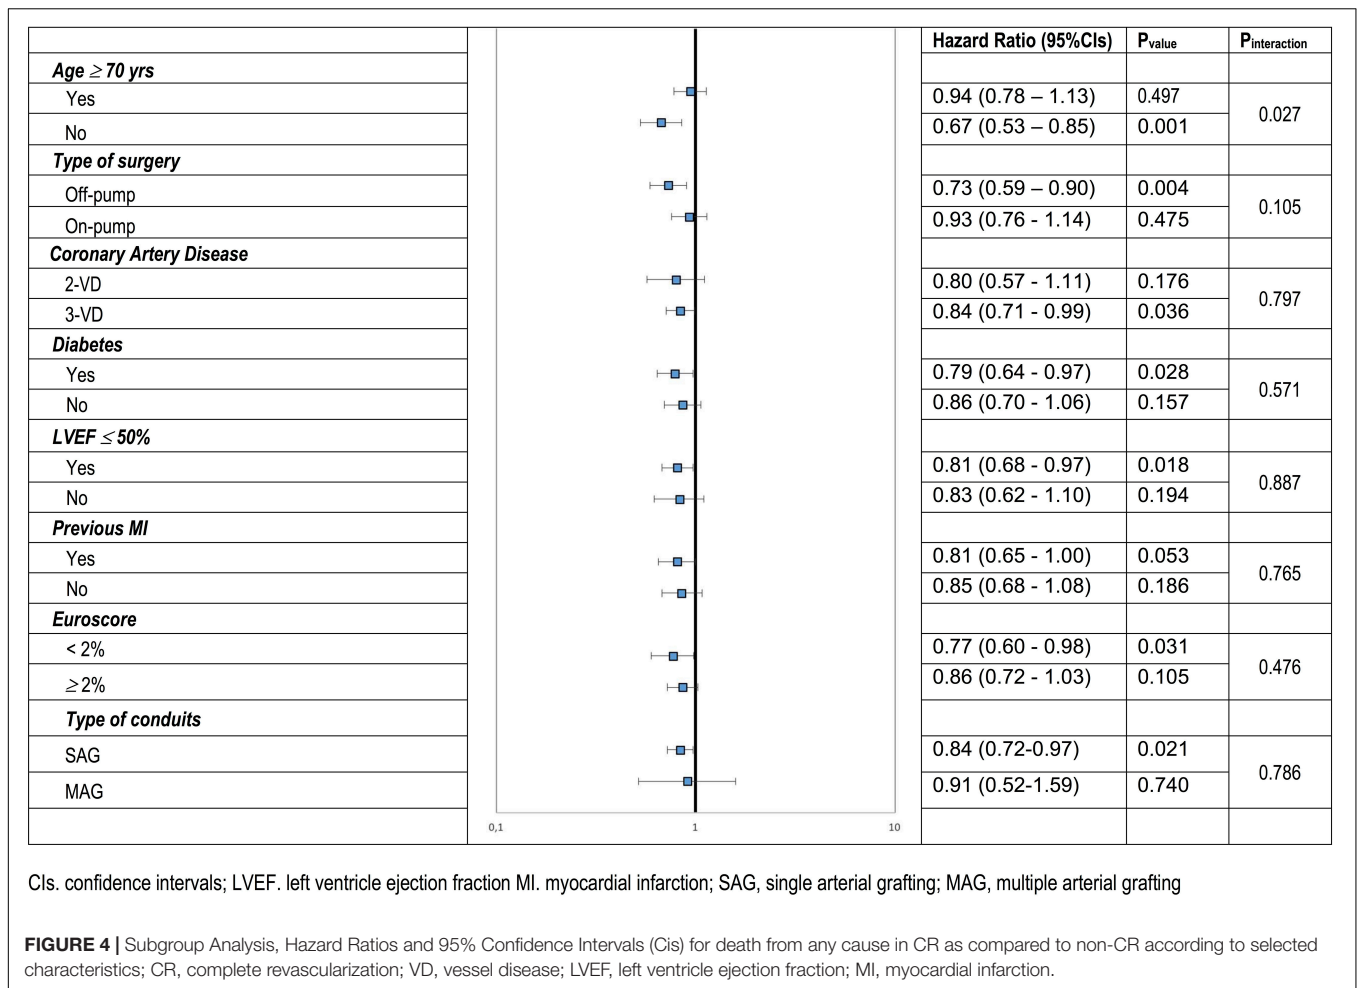 Hazard Ratio (95%CIs) Pvalue Pinteraction
Age ≥ 70 yrs
Yes 0.94 (0.78 – 1.13) 0.497 0.027
No 0.67 (0.53 – 0.85) 0.001
Type of surgery
Off-pump 0.73 (0.59 – 0.90) 0.004 0.105
On-pump 0.93 (0.76 - 1.14) 0.475
Coronary Artery Disease
2-VD 0.80 (0.57 - 1.11) 0.176 0.797
3-VD 0.84 (0.71 - 0.99) 0.036
Diabetes
Yes 0.79 (0.64 - 0.97) 0.028 0.571
No 0.86 (0.70 - 1.06) 0.157
LVEF ≤ 50%
Yes 0.81 (0.68 - 0.97) 0.018 0.887
No 0.83 (0.62 - 1.10) 0.194
Previous MI
Yes 0.81 (0.65 - 1.00) 0.053 0.765
No 0.85 (0.68 - 1.08) 0.186
Euroscore
< 2% 0.77 (0.60 - 0.98) 0.031 0.476
≥ 2% 0.86 (0.72 - 1.03) 0.105
Type of conduits
SAG 0.84 (0.72-0.97) 0.021 0.786
MAG 0.91 (0.52-1.59) 0.740
0,1 1 10
CIs. confidence intervals; LVEF. left ventricle ejection fraction MI. myocardial infarction; SAG, single arterial grafting; MAG, multiple arterial grafting
FIGURE 4 | Subgroup Analysis, Hazard Ratios and 95% Confidence Intervals (Cis) for death from any cause in CR as compared to non-CR according to selected
characteristics; CR, complete revascularization; VD, vessel disease; LVEF, left ventricle ejection fraction; MI, myocardial infarction.